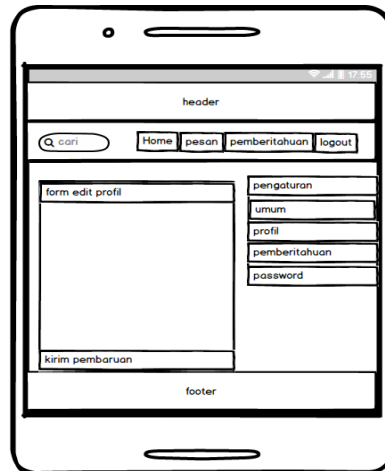 17:55
header
cari Home pesan pemberitahuan logout
form edit profil
pengaturan
umum
profil
pemberitahuan
password
kirim pembaruan
footer